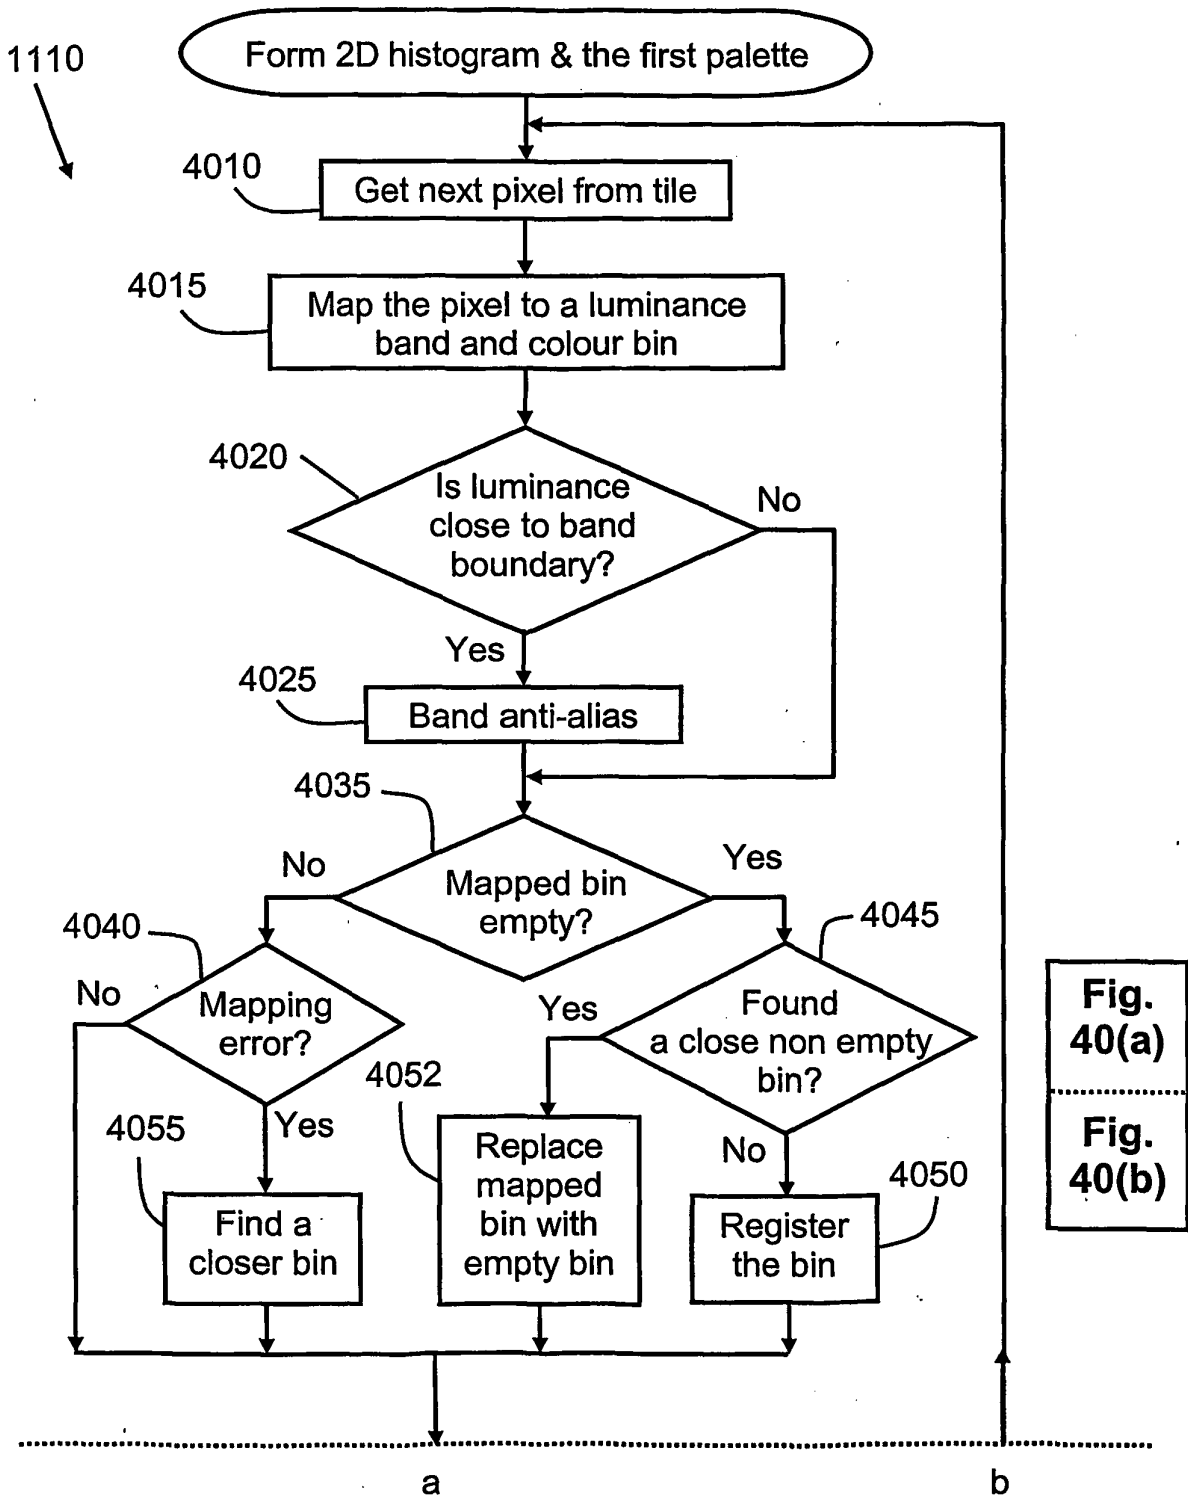 1110
Form 2D histogram & the first palette
4010
Get next pixel from tile
4015
Map the pixel to a luminance
band and colour bin
4020
Is luminance
close to band
boundary?
No
Yes
4025
Band anti-alias
4035
No
Mapped bin
empty?
Yes
4040
4045
No
Mapping
error?
Yes
Found
a close non empty
bin?
4052
Yes
No
4055
Find a
closer bin
Replace
mapped
bin with
empty bin
4050
Register
the bin
Fig.
40(a)
Fig.
40(b)
a
b